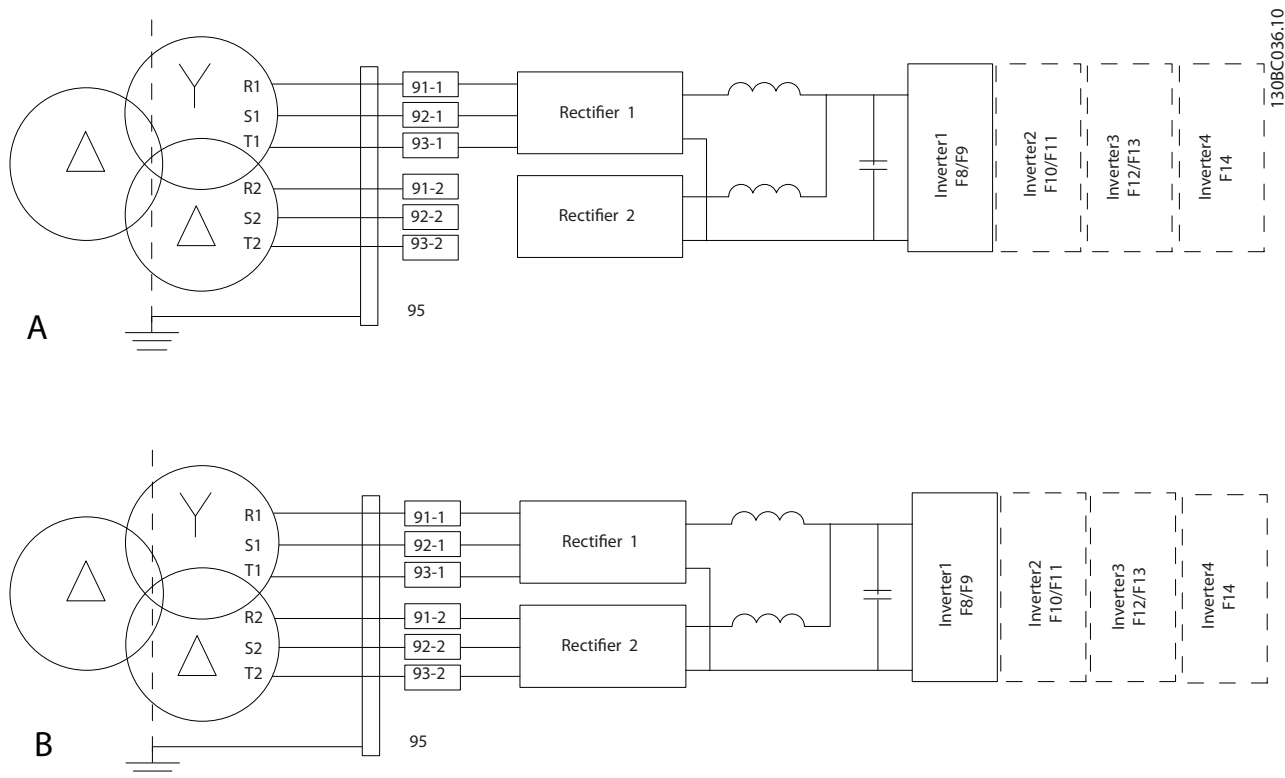 130BC036.10
R1
91-1
S1
92-1
Rectifier 1
T1
93-1
R2
91-2
S2
92-2
Rectifier 2
T2
93-2
Inverter1
F8/F9
Inverter2
F10/F11
Inverter3
F12/F13
Inverter4
F14
95
A
R1
91-1
S1
92-1
Rectifier 1
T1
93-1
R2
91-2
S2
92-2
Rectifier 2
T2
93-2
Inverter1
F8/F9
Inverter2
F10/F11
Inverter3
F12/F13
Inverter4
F14
95
B